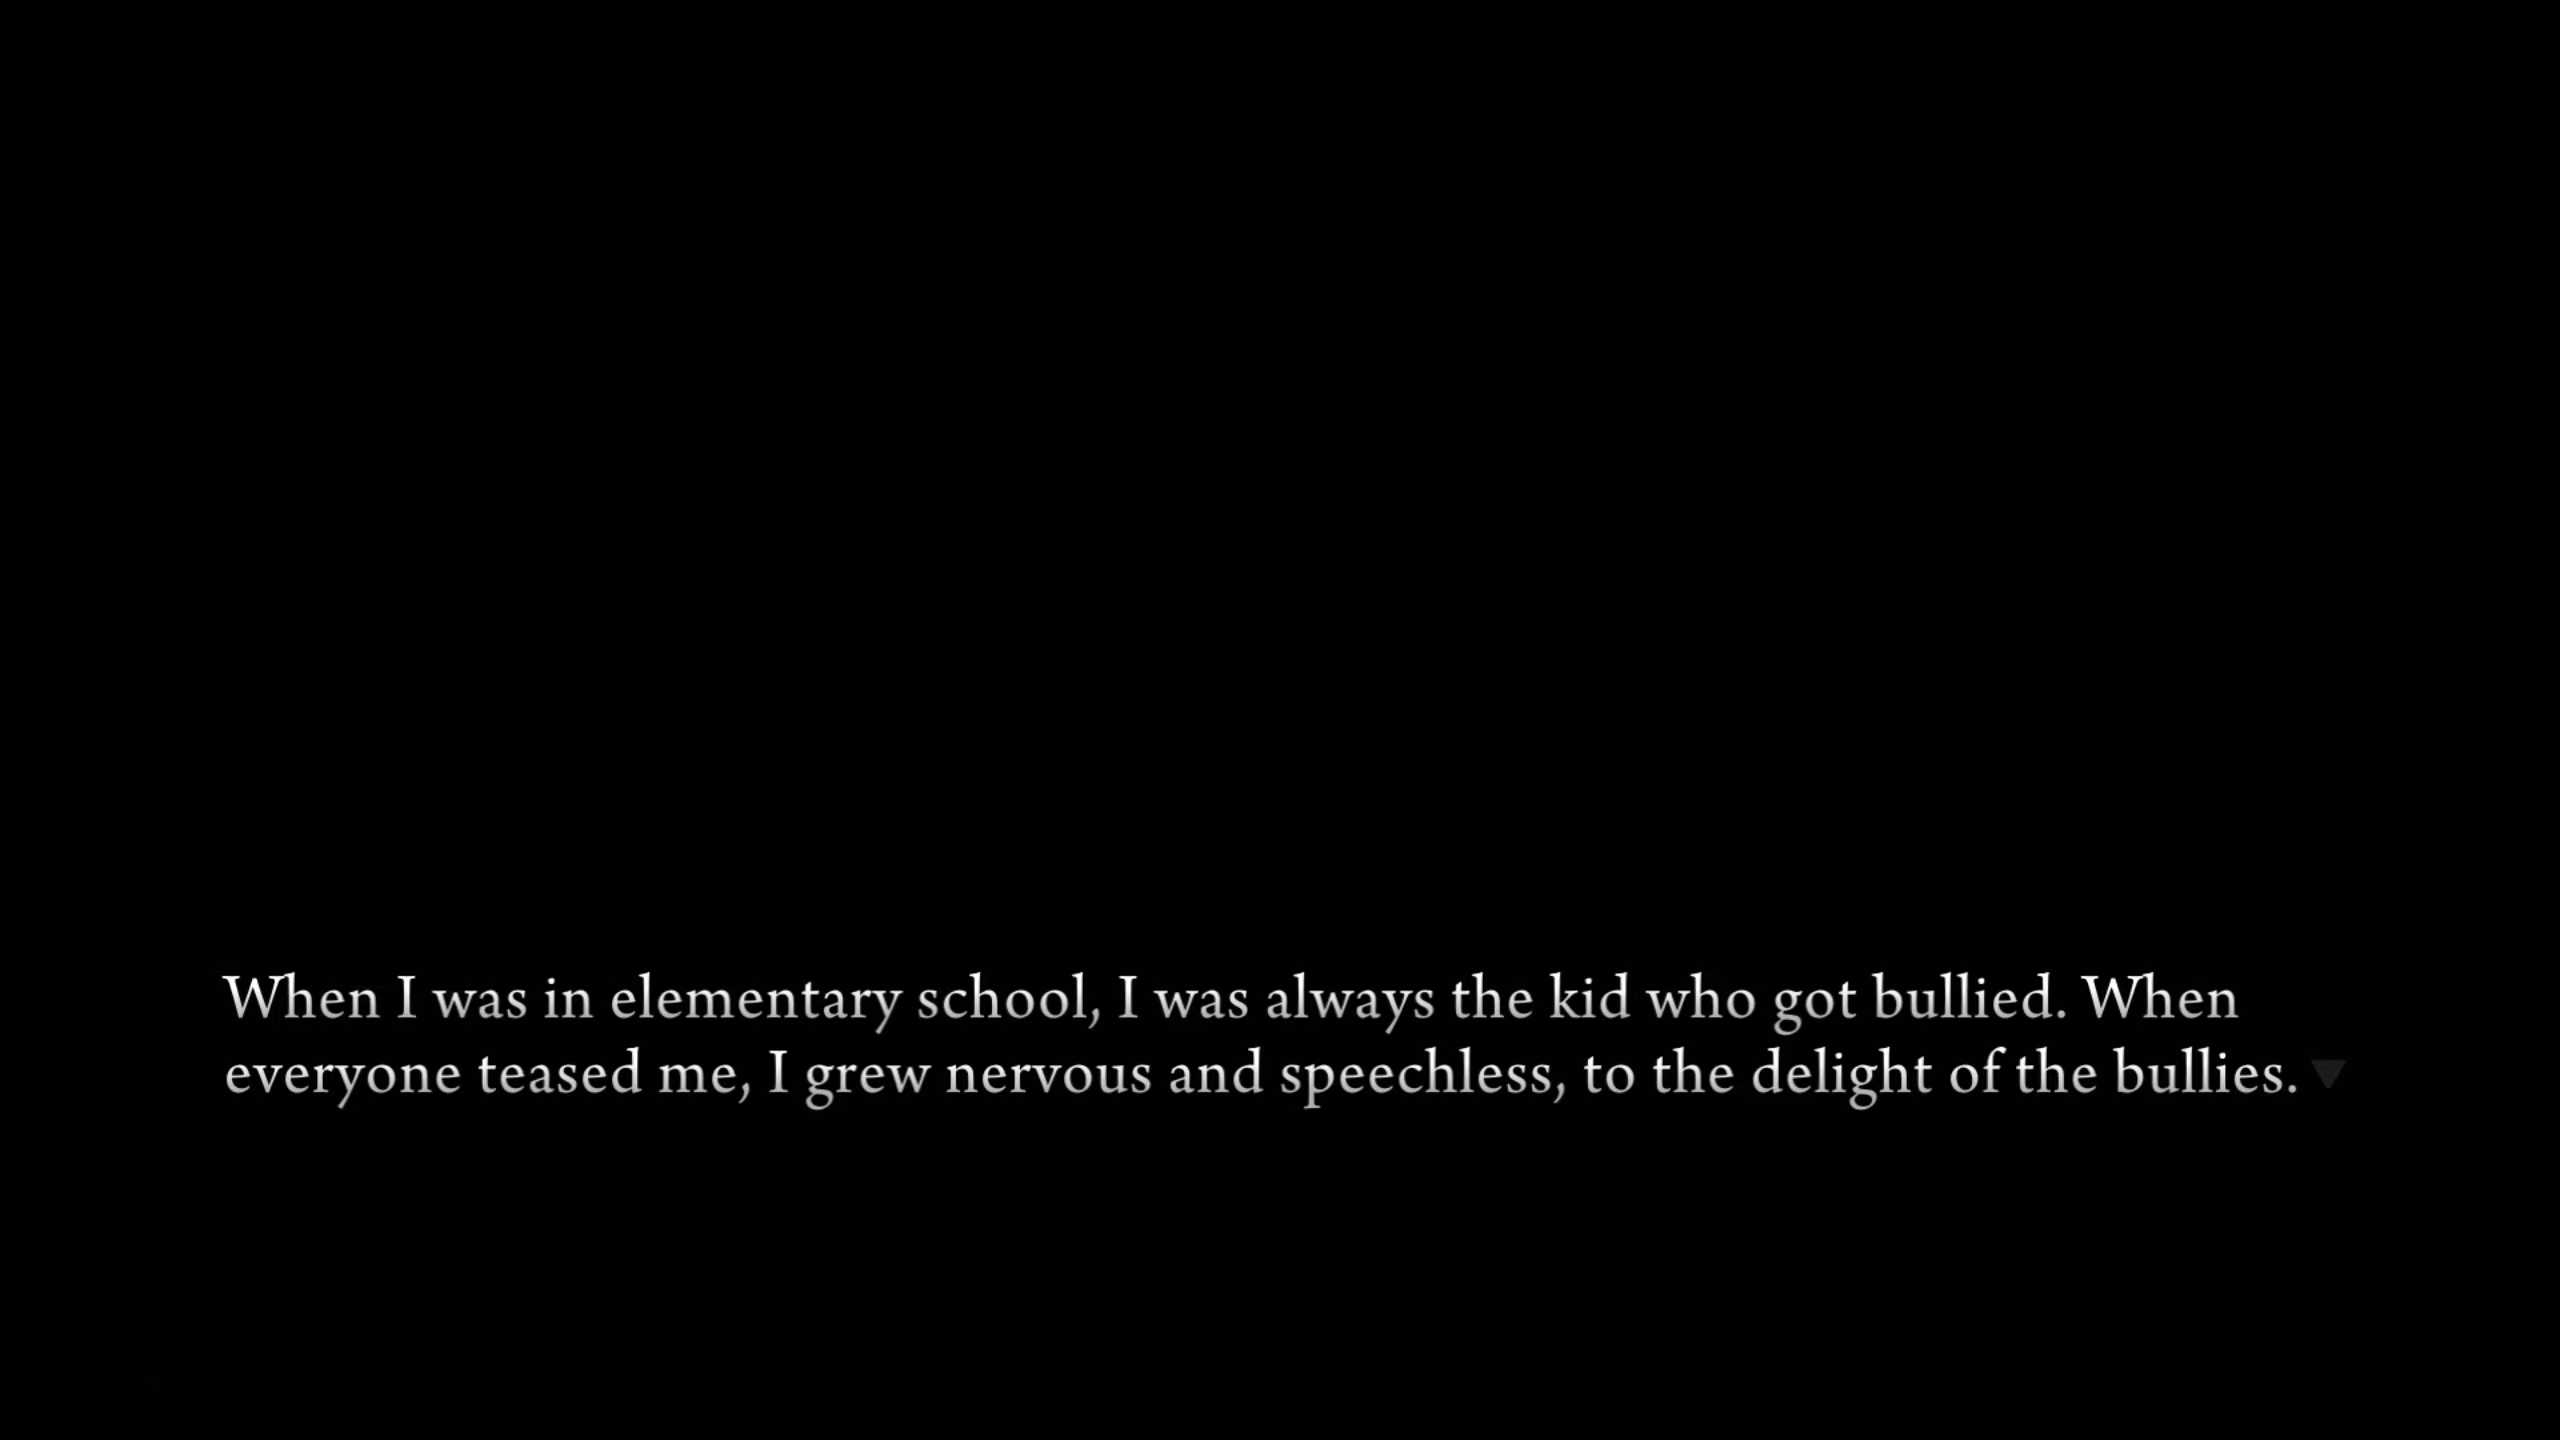 When I was in elementary school, I was always the kid who got bullied. When
everyone teased me, I grew nervous and speechless, to the delight of the bullies.